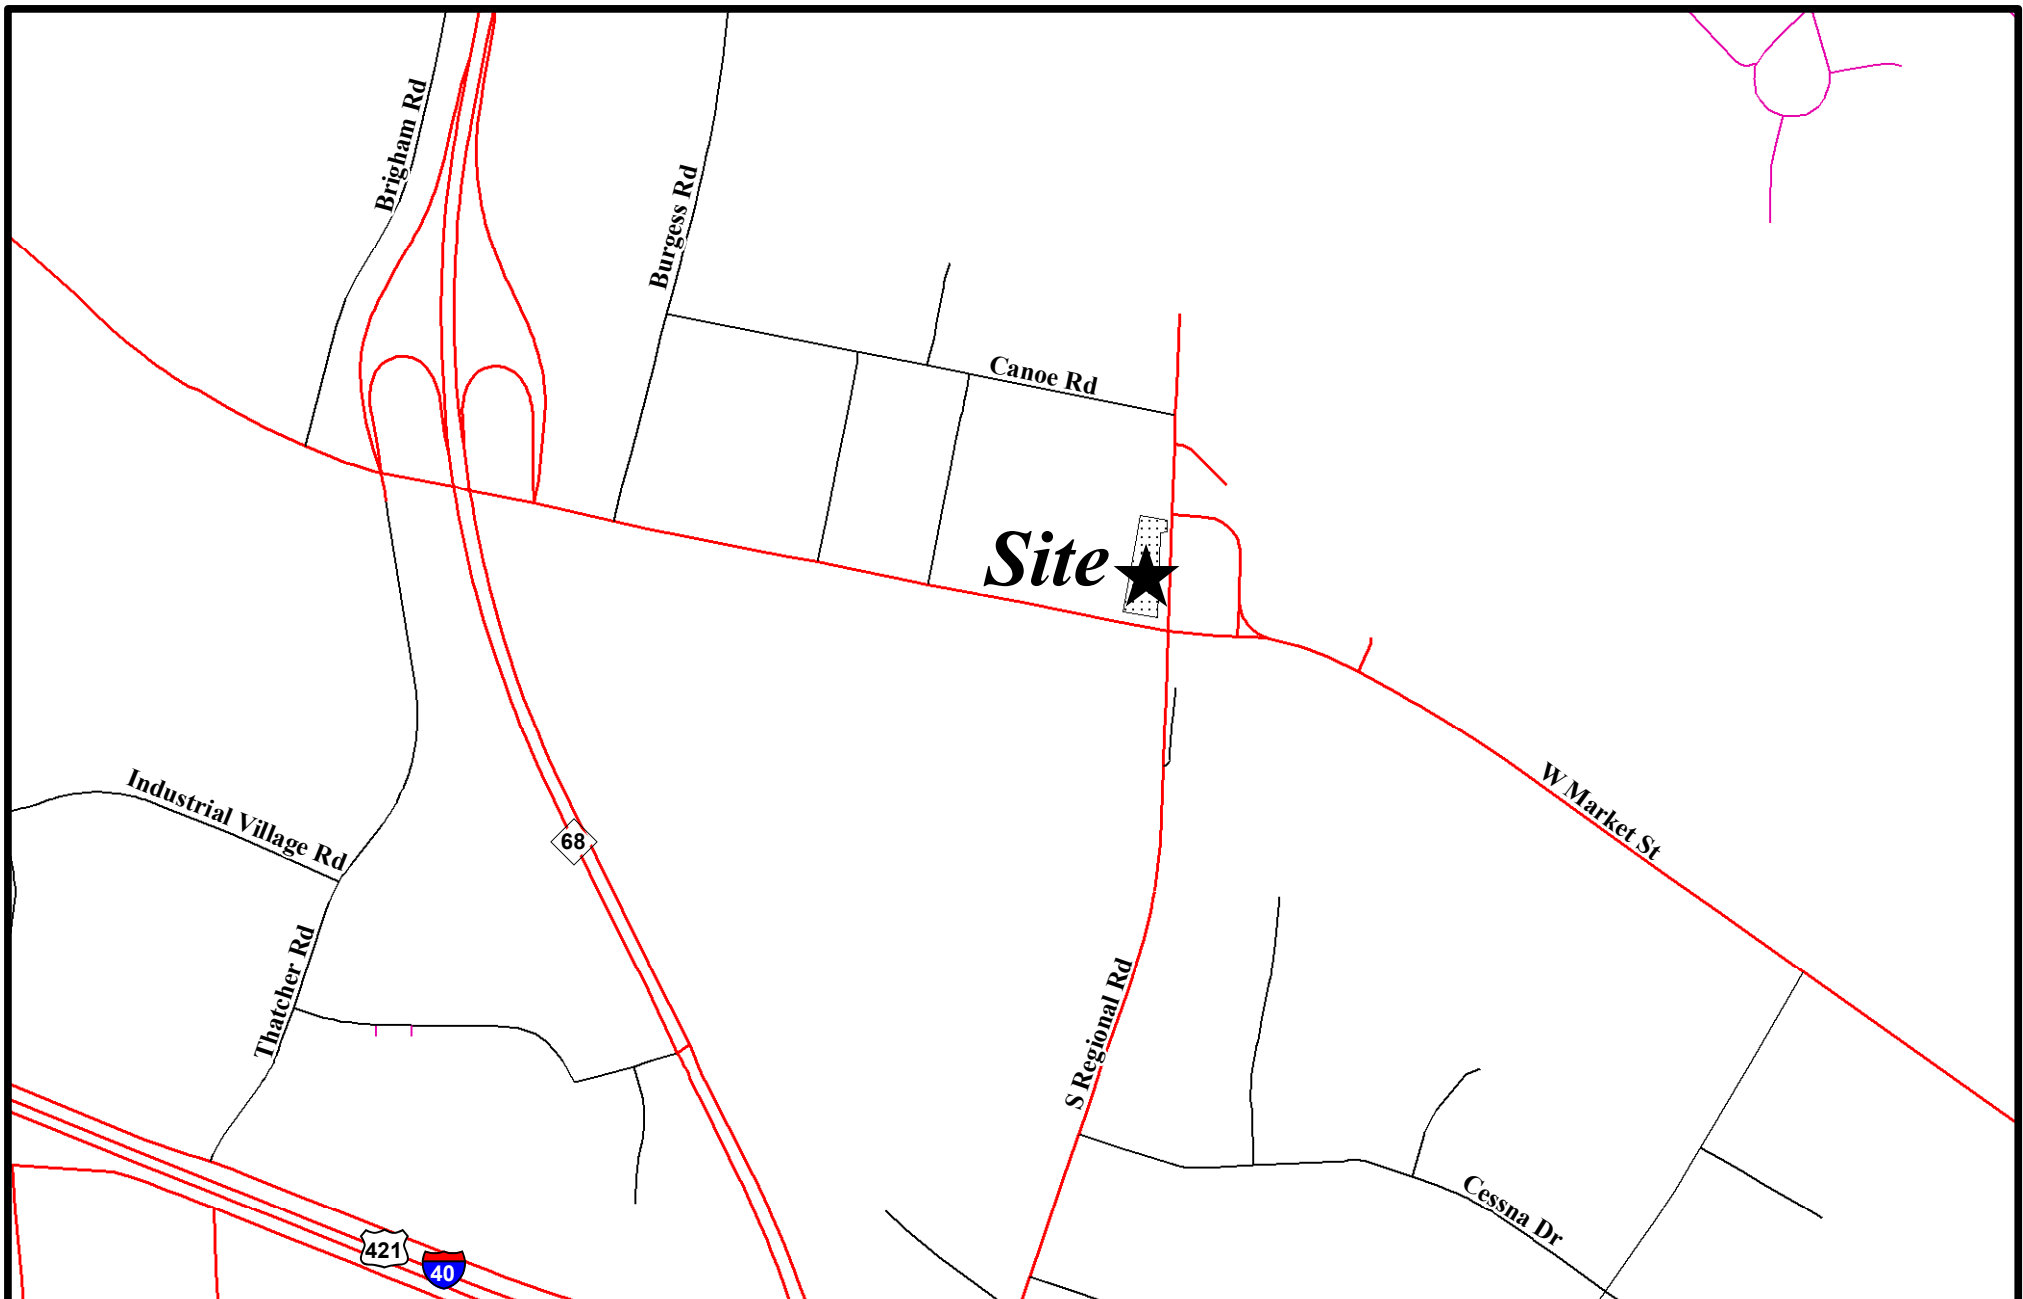 Brigham Rd
Burgess Rd
Canoe Rd
Site
W Market St
Industrial Village Rd
68
Thatcher Rd
S Regional Rd
Cessna Dr
421
40